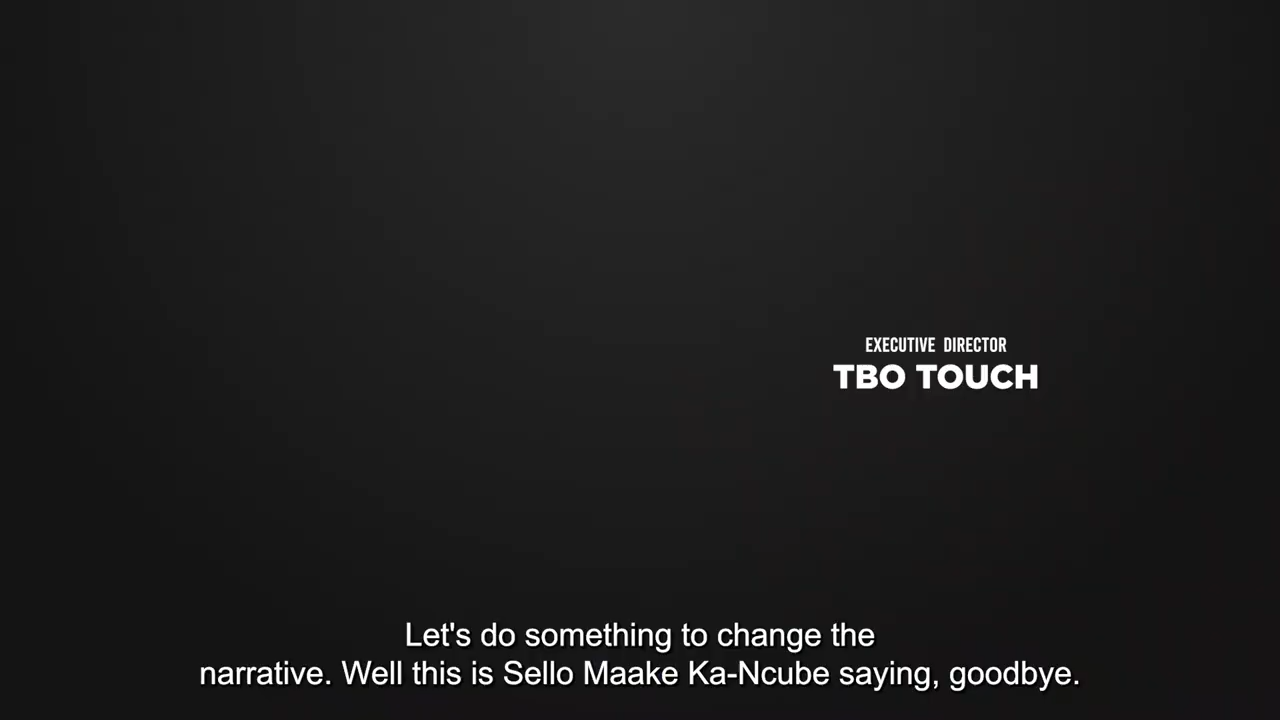 EXECUTIVE DIRECTOR
TBO TOUCH
Let's do something to change the
narrative. Well this is Sello Maake Ka-Ncube saying, goodbye.